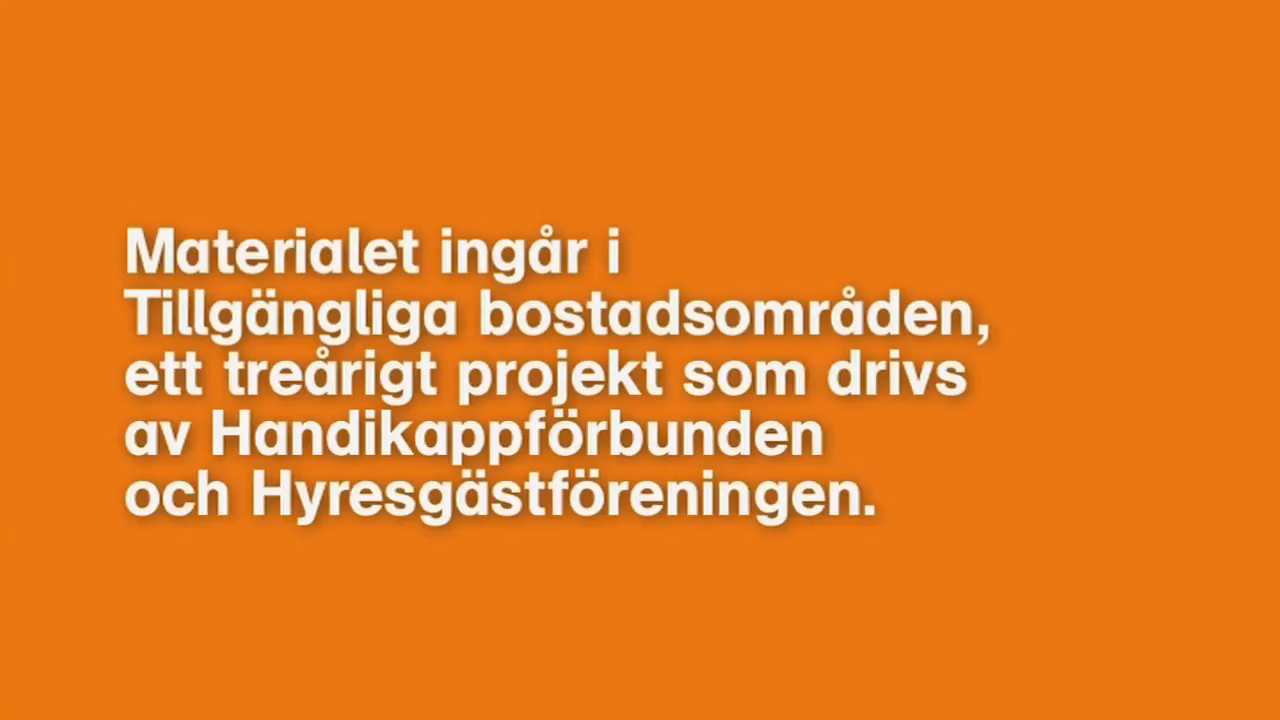 Materialet ingår i
Tillgängliga bostadsområden,
ett treårigt projekt som drivs
av Handikappförbunden
och Hyresgästföreningen.